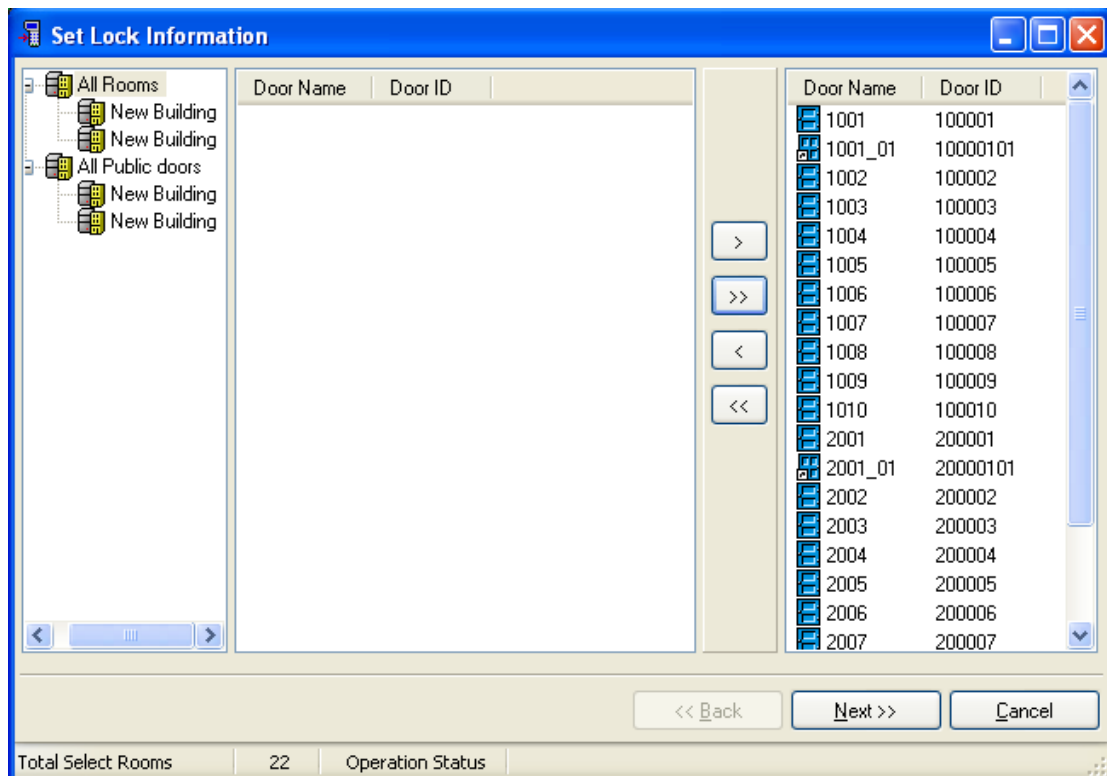 Set Lock Information
All Rooms
New Building
New Building
All Public doors
New Building
New Building
Door Name Door ID
>
>>
<
<<
Door Name Door ID
1001 100001
1001_01 10000101
1002 100002
1003 100003
1004 100004
1005 100005
1006 100006
1007 100007
1008 100008
1009 100009
1010 100010
2001 200001
2001_01 20000101
2002 200002
2003 200003
2004 200004
2005 200005
2006 200006
2007 200007
<< Back Next >> Cancel
Total Select Rooms 22 Operation Status